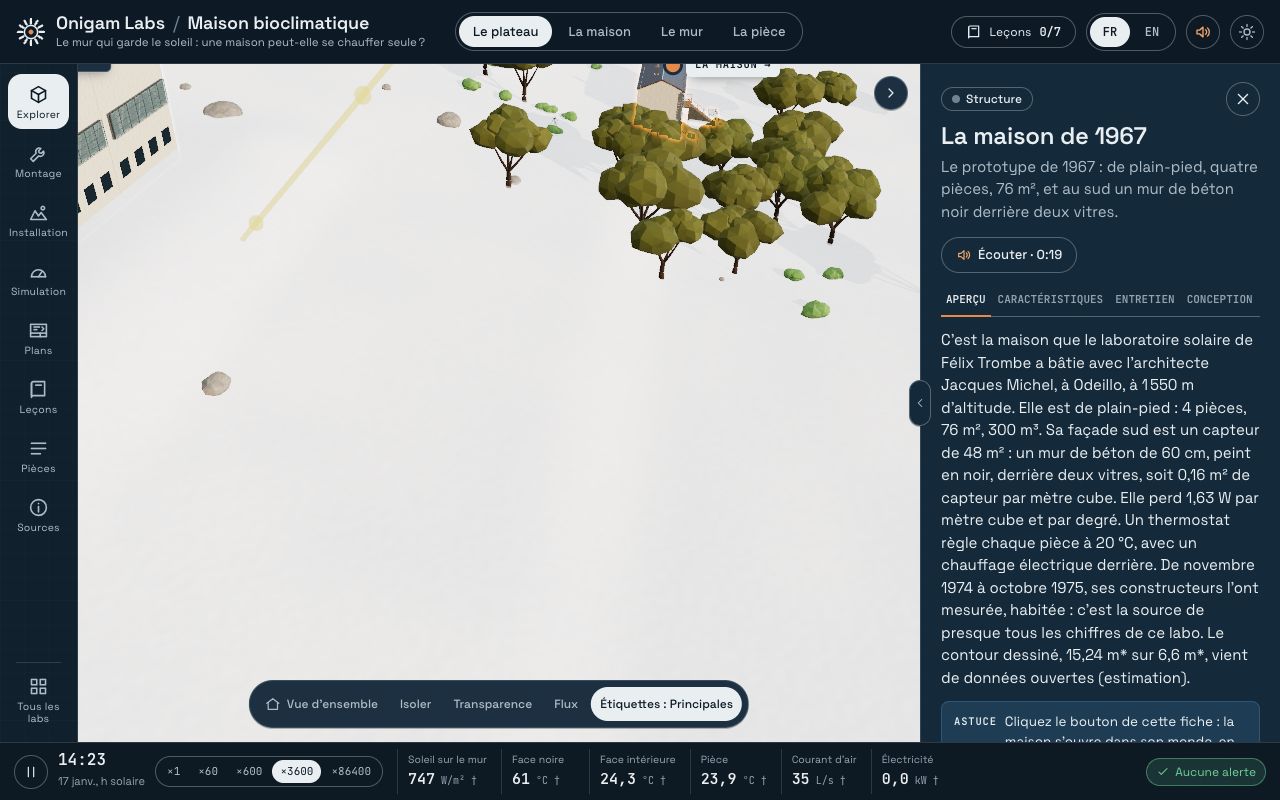 Onigam Labs / Maison bioclimatique
Le mur qui garde le soleil : une maison peut-elle se chauffer seule ?
Le plateau
La maison
Le mur
La pièce
Leçons 0/7
FR
EN
Explorer
Montage
Installation
Simulation
Plans
Leçons
Pièces
Sources
Tous les
labs
LA MAISON →
Structure
La maison de 1967
Le prototype de 1967 : de plain-pied, quatre
pièces, 76 m², et au sud un mur de béton
noir derrière deux vitres.
Écouter · 0:19
APERÇU
CARACTÉRISTIQUES
ENTRETIEN
CONCEPTION
C'est la maison que le laboratoire solaire de
Félix Trombe a bâtie avec l'architecte
Jacques Michel, à Odeillo, à 1 550 m
d'altitude. Elle est de plain-pied : 4 pièces,
76 m², 300 m³. Sa façade sud est un capteur
de 48 m² : un mur de béton de 60 cm, peint
en noir, derrière deux vitres, soit 0,16 m² de
capteur par mètre cube. Elle perd 1,63 W par
mètre cube et par degré. Un thermostat
règle chaque pièce à 20 °C, avec un
chauffage électrique derrière. De novembre
1974 à octobre 1975, ses constructeurs l'ont
mesurée, habitée : c'est la source de
presque tous les chiffres de ce labo. Le
contour dessiné, 15,24 m* sur 6,6 m*, vient
de données ouvertes (estimation).
ASTUCE Cliquez le bouton de cette fiche : la
maison s'ouvre dans son monde, en
Vue d'ensemble
Isoler
Transparence
Flux
Étiquettes : Principales
14:23
17 janv., h solaire
×1
×60
×600
×3600
×86400
Soleil sur le mur
747 W/m² †
Face noire
61 °C †
Face intérieure
24,3 °C †
Pièce
23,9 °C †
Courant d'air
35 L/s †
Électricité
0,0 kW †
Aucune alerte